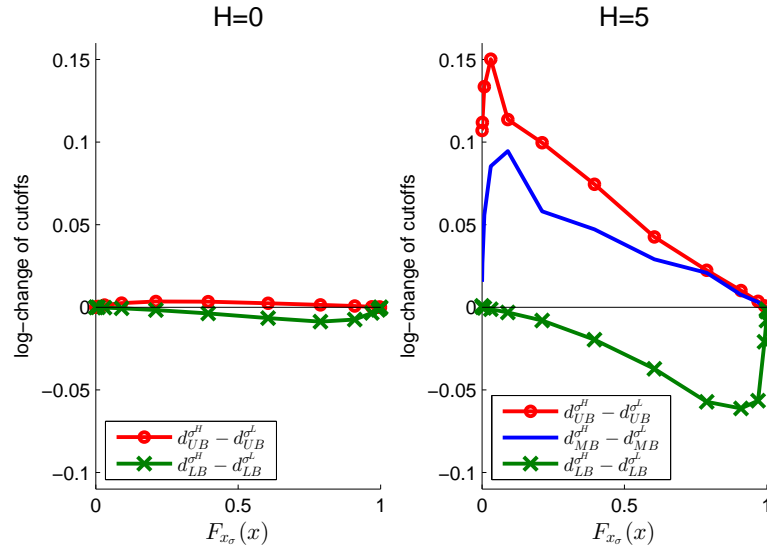 H=0
log−change of cutoffs
0.15
0.1
0.05
0
−0.05
−0.1
0
0.5
1
F_{x_σ}(x)
d_{UB}^{σ^H} − d_{UB}^{σ^L}
d_{LB}^{σ^H} − d_{LB}^{σ^L}
H=5
log−change of cutoffs
0.15
0.1
0.05
0
−0.05
−0.1
0
0.5
1
F_{x_σ}(x)
d_{UB}^{σ^H} − d_{UB}^{σ^L}
d_{MB}^{σ^H} − d_{MB}^{σ^L}
d_{LB}^{σ^H} − d_{LB}^{σ^L}